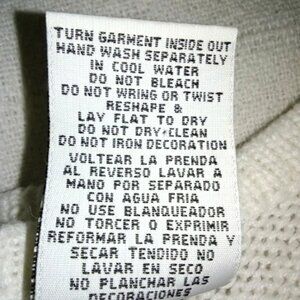 TURN GARMENT INSIDE OUT
HAND WASH SEPARATELY
IN COOL WATER
DO NOT BLEACH
DO NOT WRING OR TWIST
RESHAPE &
LAY FLAT TO DRY
DO NOT DRY-CLEAN
DO NOT IRON DECORATION
VOLTEAR LA PRENDA
AL REVERSO LAVAR A
MANO POR SEPARADO
CON AGUA FRIA
NO USE BLANQUEADOR
NO TORCER O EXPRIMIR
REFORMAR LA PRENDA Y
SECAR TENDIDO NO
LAVAR EN SECO
NO PLANCHAR LAS
DECORACIONES